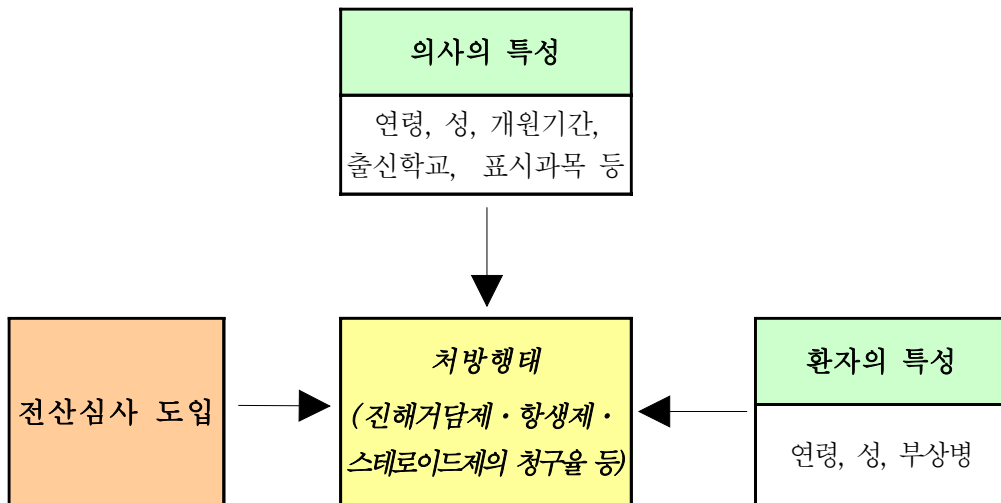 의사의 특성
연령, 성, 개원기간,
출신학교, 표시과목 등
전산심사 도입
처방행태
(진해거담제·항생제·
스테로이드제의 청구율 등)
환자의 특성
연령, 성, 부상병